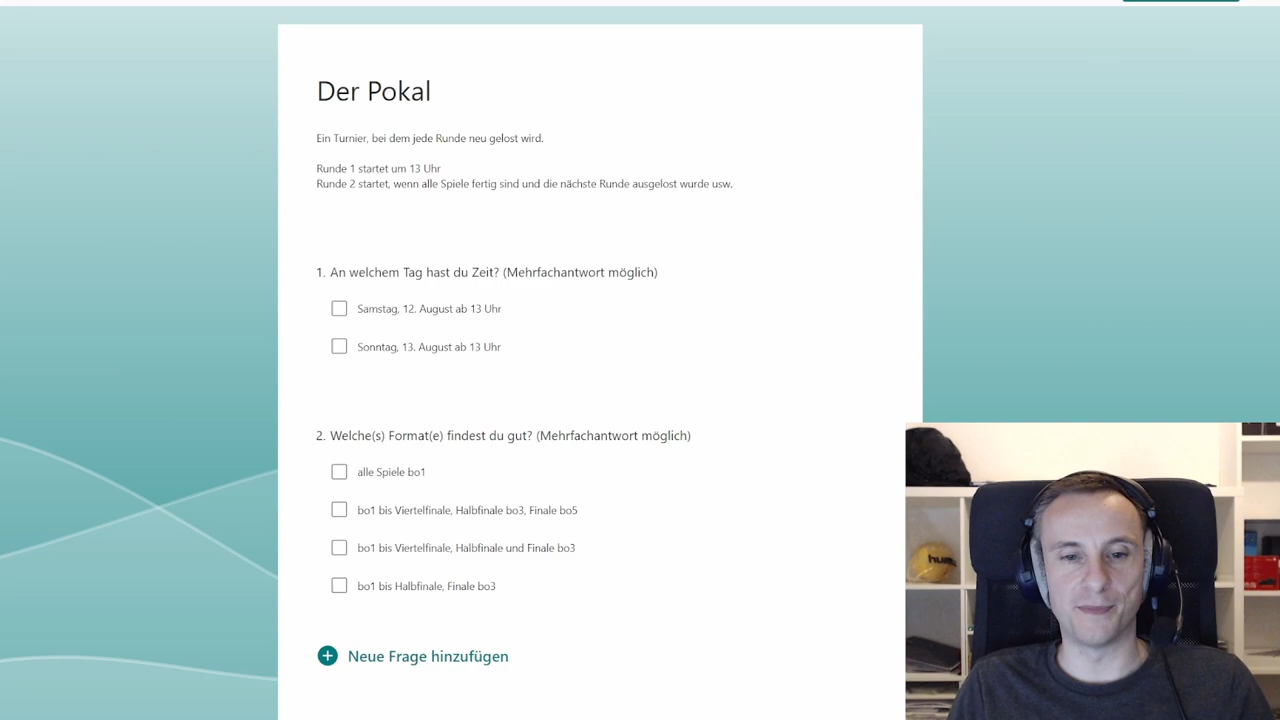 Der Pokal
Ein Turnier, bei dem jede Runde neu gelost wird.
Runde 1 startet um 13 Uhr
Runde 2 startet, wenn alle Spiele fertig sind und die nächste Runde ausgelost wurde usw.
1. An welchem Tag hast du Zeit? (Mehrfachantwort möglich)
Samstag, 12. August ab 13 Uhr
Sonntag, 13. August ab 13 Uhr
2. Welche(s) Format(e) findest du gut? (Mehrfachantwort möglich)
alle Spiele bo1
bo1 bis Viertelfinale, Halbfinale bo3, Finale bo5
bo1 bis Viertelfinale, Halbfinale und Finale bo3
bo1 bis Halbfinale, Finale bo3
Neue Frage hinzufügen